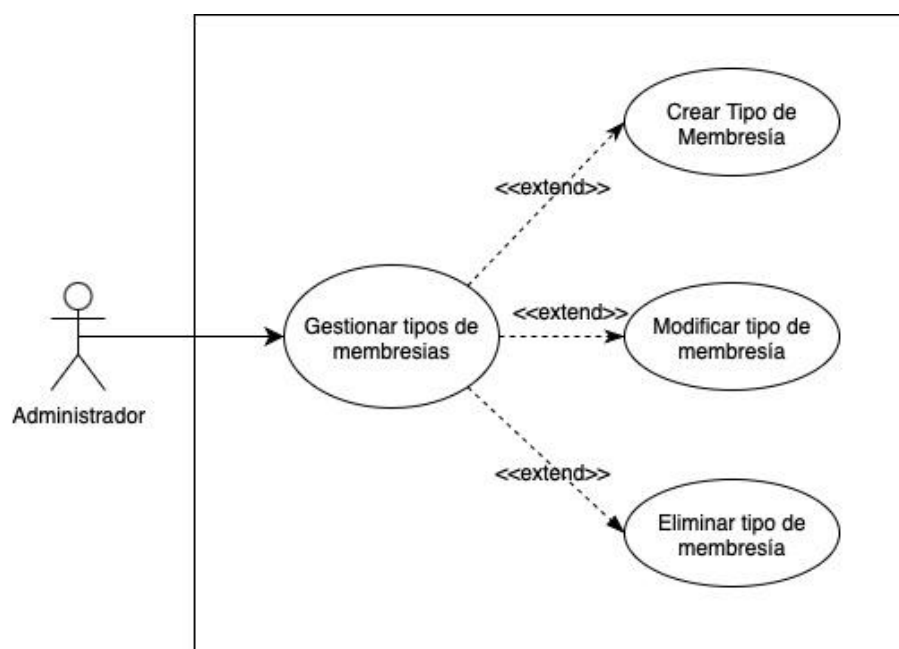 Crear Tipo de
Membresía
<<extend>>
Gestionar tipos de
membresias
<<extend>>
Modificar tipo de
membresía
Administrador
<<extend>>
Eliminar tipo de
membresía